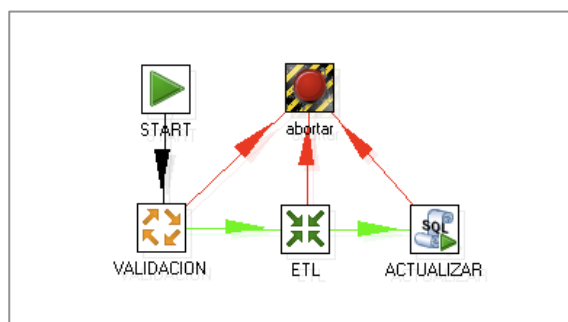 START
abortar
SQL
VALIDACION
ETL
ACTUALIZAR